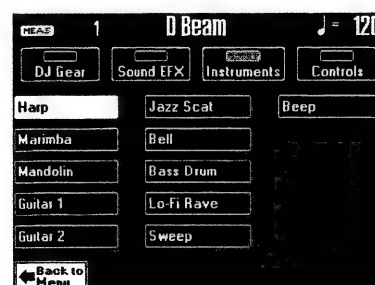 MEAS 1 D Beam ♩ = 120
DJ Gear Sound EFX Instruments Controls
Harp Jazz Scat Beep
Marimba Bell
Mandolin Bass Drum
Guitar 1 Lo-Fi Rave
Guitar 2 Sweep
Back to
Menu